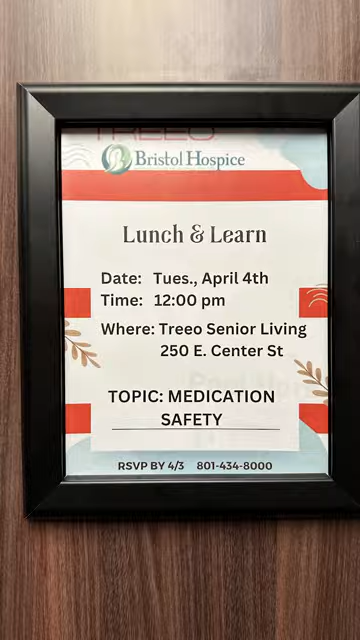 TREEO
Bristol Hospice
Lunch & Learn
Date: Tues., April 4th
Time: 12:00 pm
Where: Treeo Senior Living
250 E. Center St
TOPIC: MEDICATION
SAFETY
RSVP BY 4/3 801-434-8000